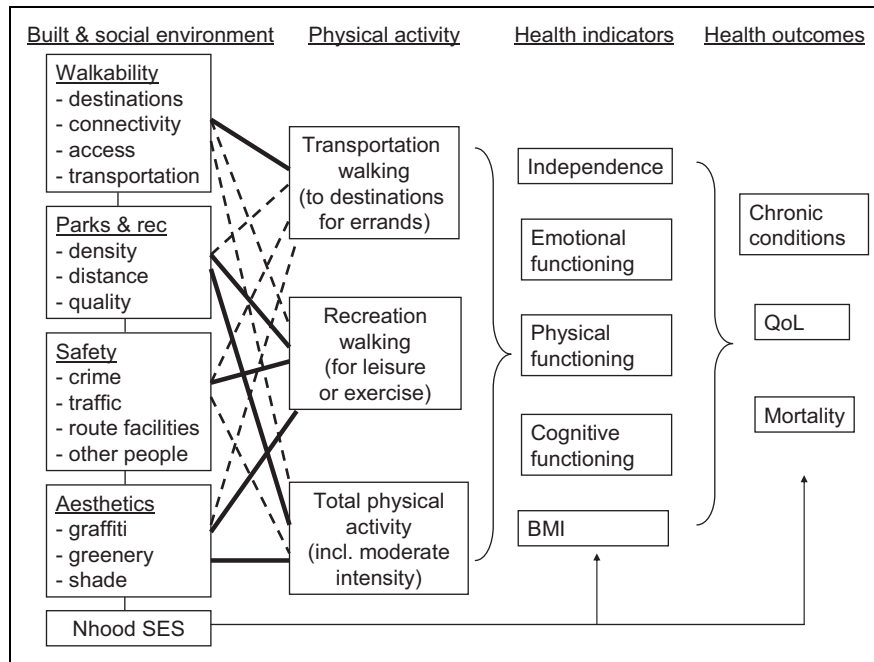 Built & social environment
Physical activity
Health indicators
Health outcomes
Walkability
- destinations
- connectivity
- access
- transportation
Parks & rec
- density
- distance
- quality
Safety
- crime
- traffic
- route facilities
- other people
Aesthetics
- graffiti
- greenery
- shade
Nhood SES
Transportation
walking
(to destinations
for errands)
Recreation
walking
(for leisure
or exercise)
Total physical
activity
(incl. moderate
intensity)
Independence
Emotional
functioning
Physical
functioning
Cognitive
functioning
BMI
Chronic
conditions
QoL
Mortality